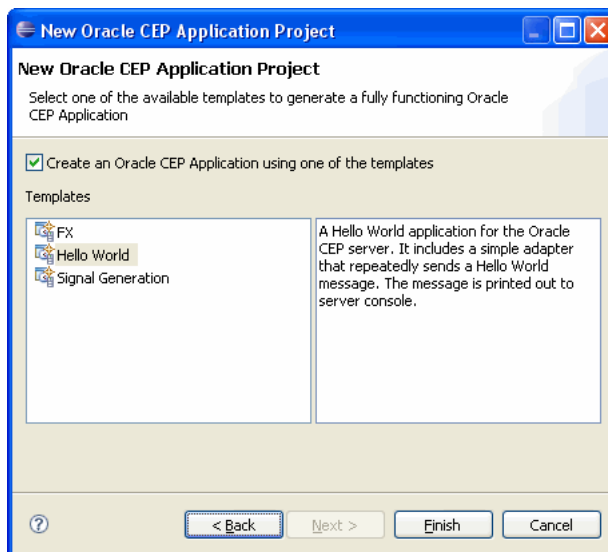 New Oracle CEP Application Project
New Oracle CEP Application Project
Select one of the available templates to generate a fully functioning Oracle
CEP Application
Create an Oracle CEP Application using one of the templates
Templates
FX
Hello World
Signal Generation
A Hello World application for the Oracle
CEP server. It includes a simple adapter
that repeatedly sends a Hello World
message. The message is printed out to
server console.
?
< Back
Next >
Finish
Cancel